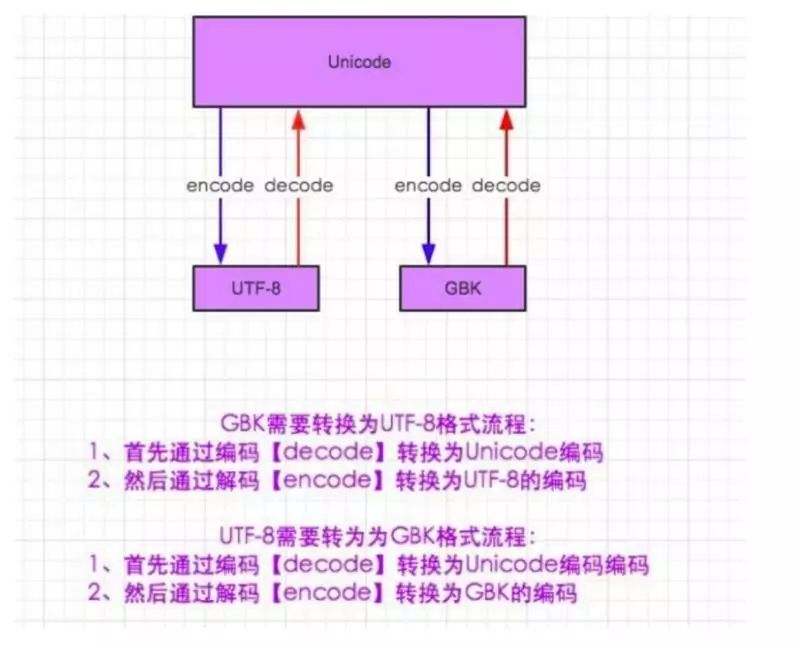 Unicode
encode decode encode decode
UTF-8 GBK
GBK需要转换为UTF-8格式流程：
1、首先通过编码【decode】转换为Unicode编码
2、然后通过解码【encode】转换为UTF-8的编码
UTF-8需要转为为GBK格式流程：
1、首先通过编码【decode】转换为Unicode编码编码
2、然后通过解码【encode】转换为GBK的编码